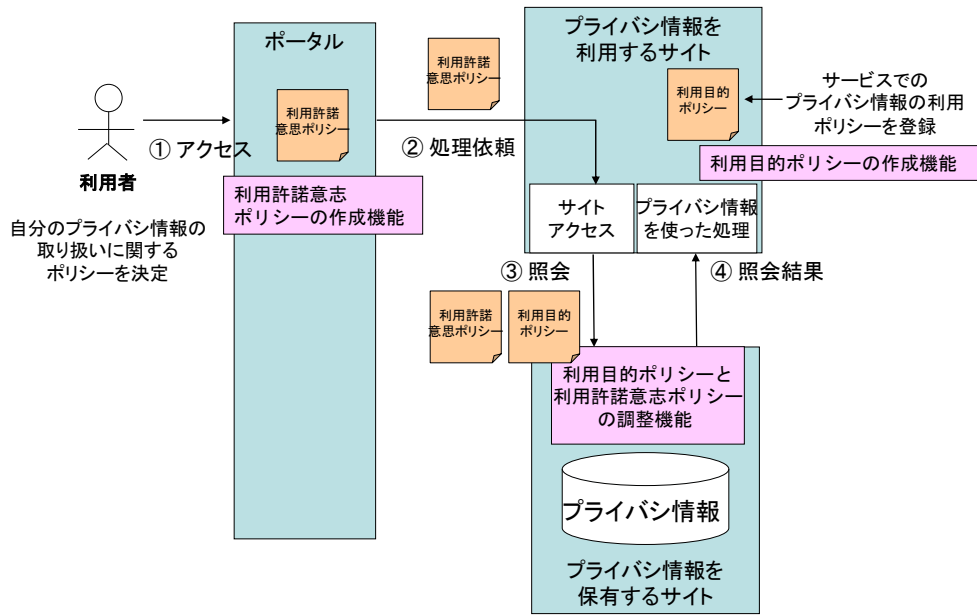 ポータル
プライバシ情報を
利用するサイト
利用許諾
意思ポリシー
利用許諾
意思ポリシー
利用目的
ポリシー
サービスでの
プライバシ情報の利用
ポリシーを登録
① アクセス
② 処理依頼
利用目的ポリシーの作成機能
利用者
利用許諾意志
ポリシーの作成機能
自分のプライバシ情報の
取り扱いに関する
ポリシーを決定
サイト
アクセス
プライバシ情報
を使った処理
③ 照会
④ 照会結果
利用許諾
意思ポリシー
利用目的
ポリシー
利用目的ポリシーと
利用許諾意志ポリシー
の調整機能
プライバシ情報
プライバシ情報を
保有するサイト